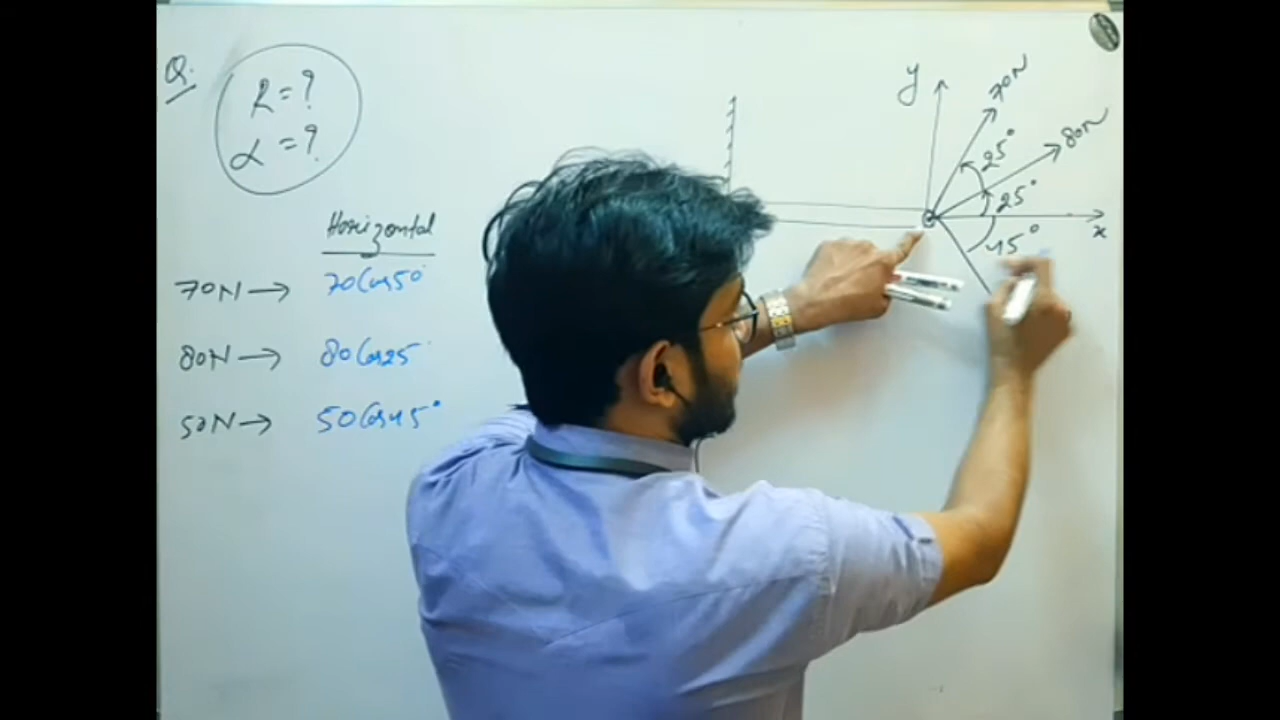 Q.
R = ?
α = ?
Horizontal
70N → 70Cos50°
80N → 80Cos25
50N → 50Cos45°
y
70N
80N
25°
25°
x
45°